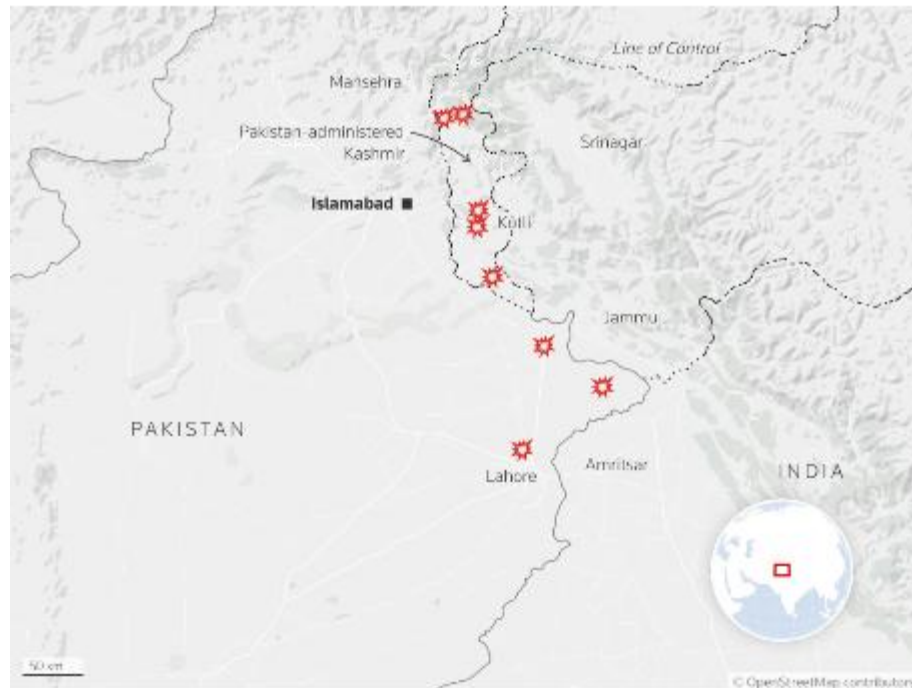 Line of Control
Mansehra
Pakistan-administered
Kashmir
Srinagar
Islamabad
Kotli
Jammu
PAKISTAN
Lahore
Amritsar
INDIA
50 km
© OpenStreetMap contributors